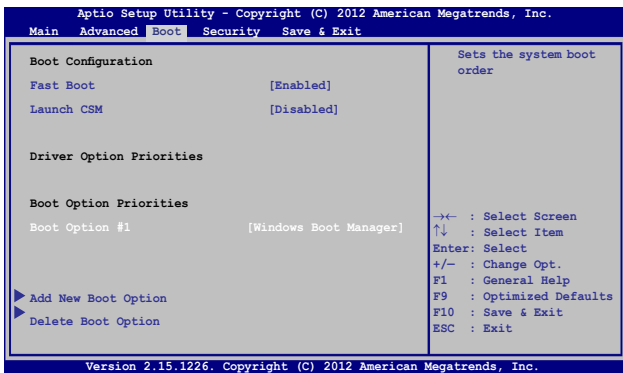 Aptio Setup Utility - Copyright (C) 2012 American Megatrends, Inc.
Main Advanced Boot Security Save & Exit
Boot Configuration
Fast Boot [Enabled]
Launch CSM [Disabled]
Driver Option Priorities
Boot Option Priorities
Boot Option #1 [Windows Boot Manager]
Add New Boot Option
Delete Boot Option
Sets the system boot
order
→← : Select Screen
↑↓ : Select Item
Enter: Select
+/— : Change Opt.
F1 : General Help
F9 : Optimized Defaults
F10 : Save & Exit
ESC : Exit
Version 2.15.1226. Copyright (C) 2012 American Megatrends, Inc.